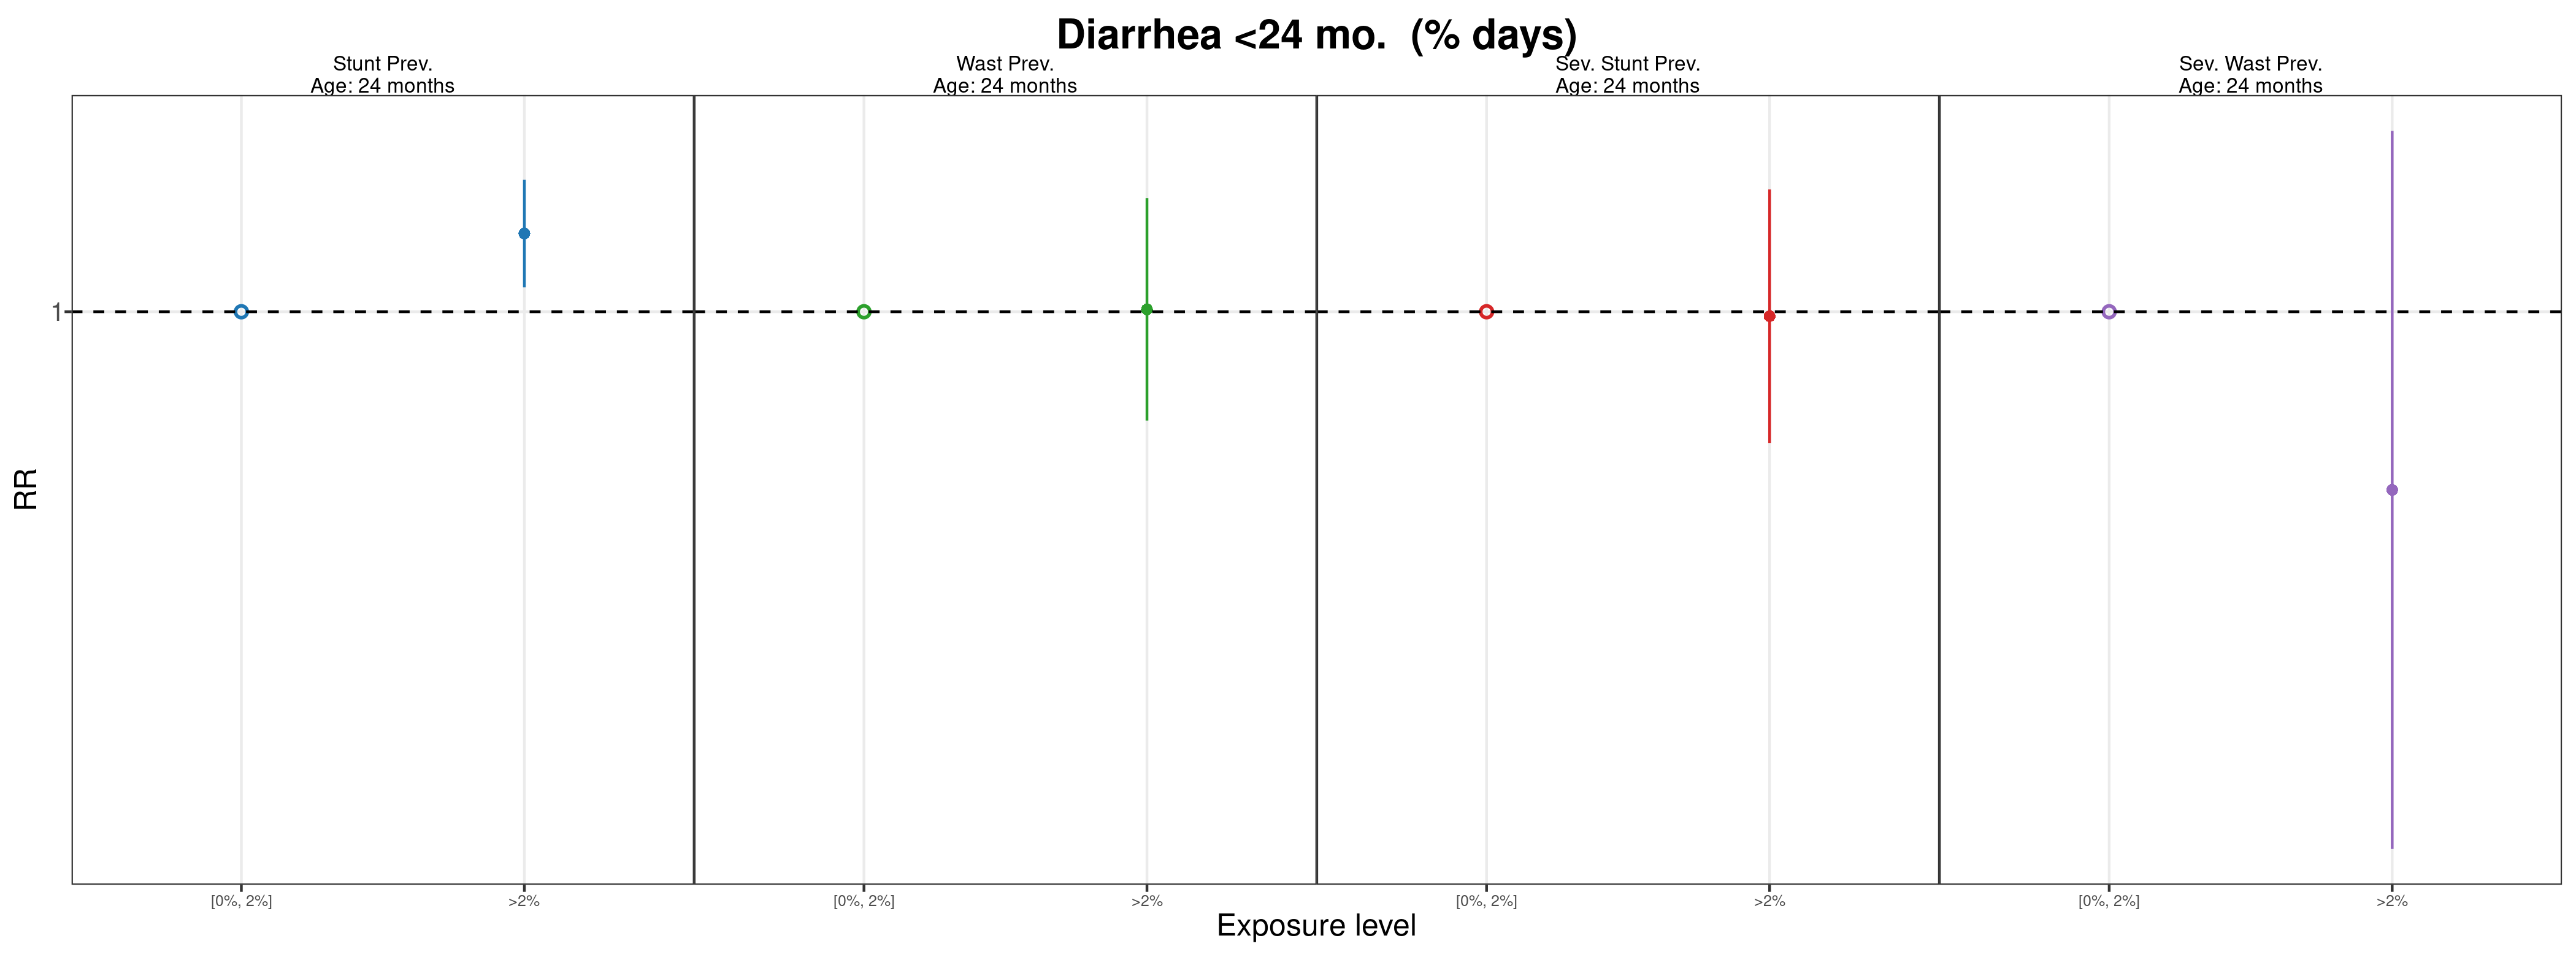 Diarrhea <24 mo.  (% days)
Stunt Prev.
Age: 24 months
Wast Prev.
Age: 24 months
Sev. Stunt Prev.
Age: 24 months
Sev. Wast Prev.
Age: 24 months
1
RR
[0%, 2%]
>2%
[0%, 2%]
>2%
[0%, 2%]
>2%
[0%, 2%]
>2%
Exposure level